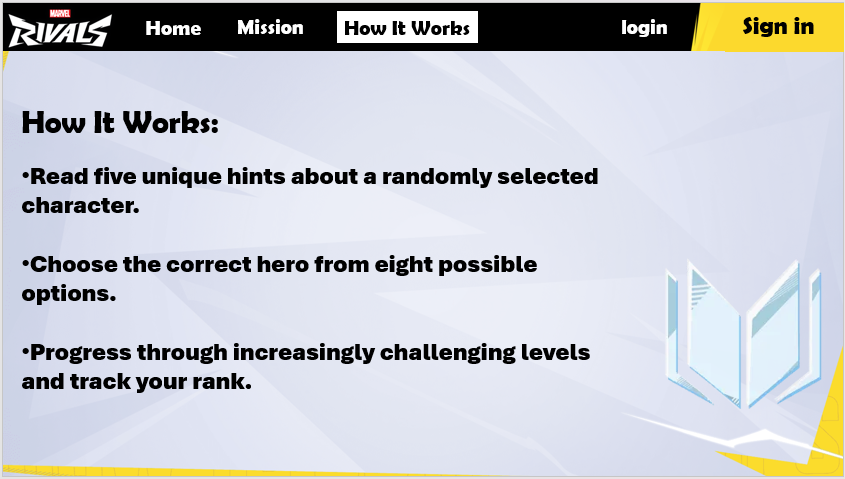 MARVEL
RIVALS
Home
Mission
How It Works
login
Sign in
How It Works:
•Read five unique hints about a randomly selected
character.
•Choose the correct hero from eight possible
options.
•Progress through increasingly challenging levels
and track your rank.